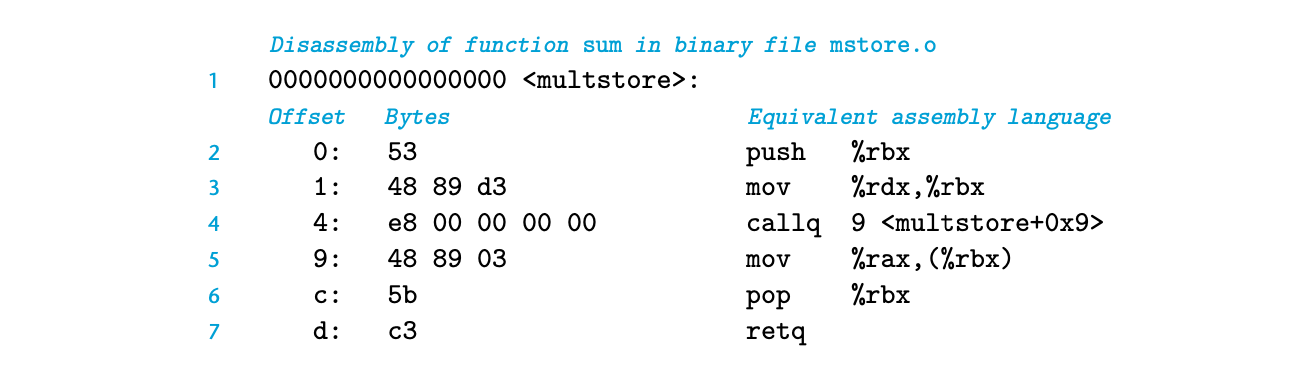 Disassembly of function sum in binary file mstore.o
1 0000000000000000 <multstore>:
Offset Bytes Equivalent assembly language
2 0: 53 push %rbx
3 1: 48 89 d3 mov %rdx,%rbx
4 4: e8 00 00 00 00 callq 9 <multstore+0x9>
5 9: 48 89 03 mov %rax,(%rbx)
6 c: 5b pop %rbx
7 d: c3 retq